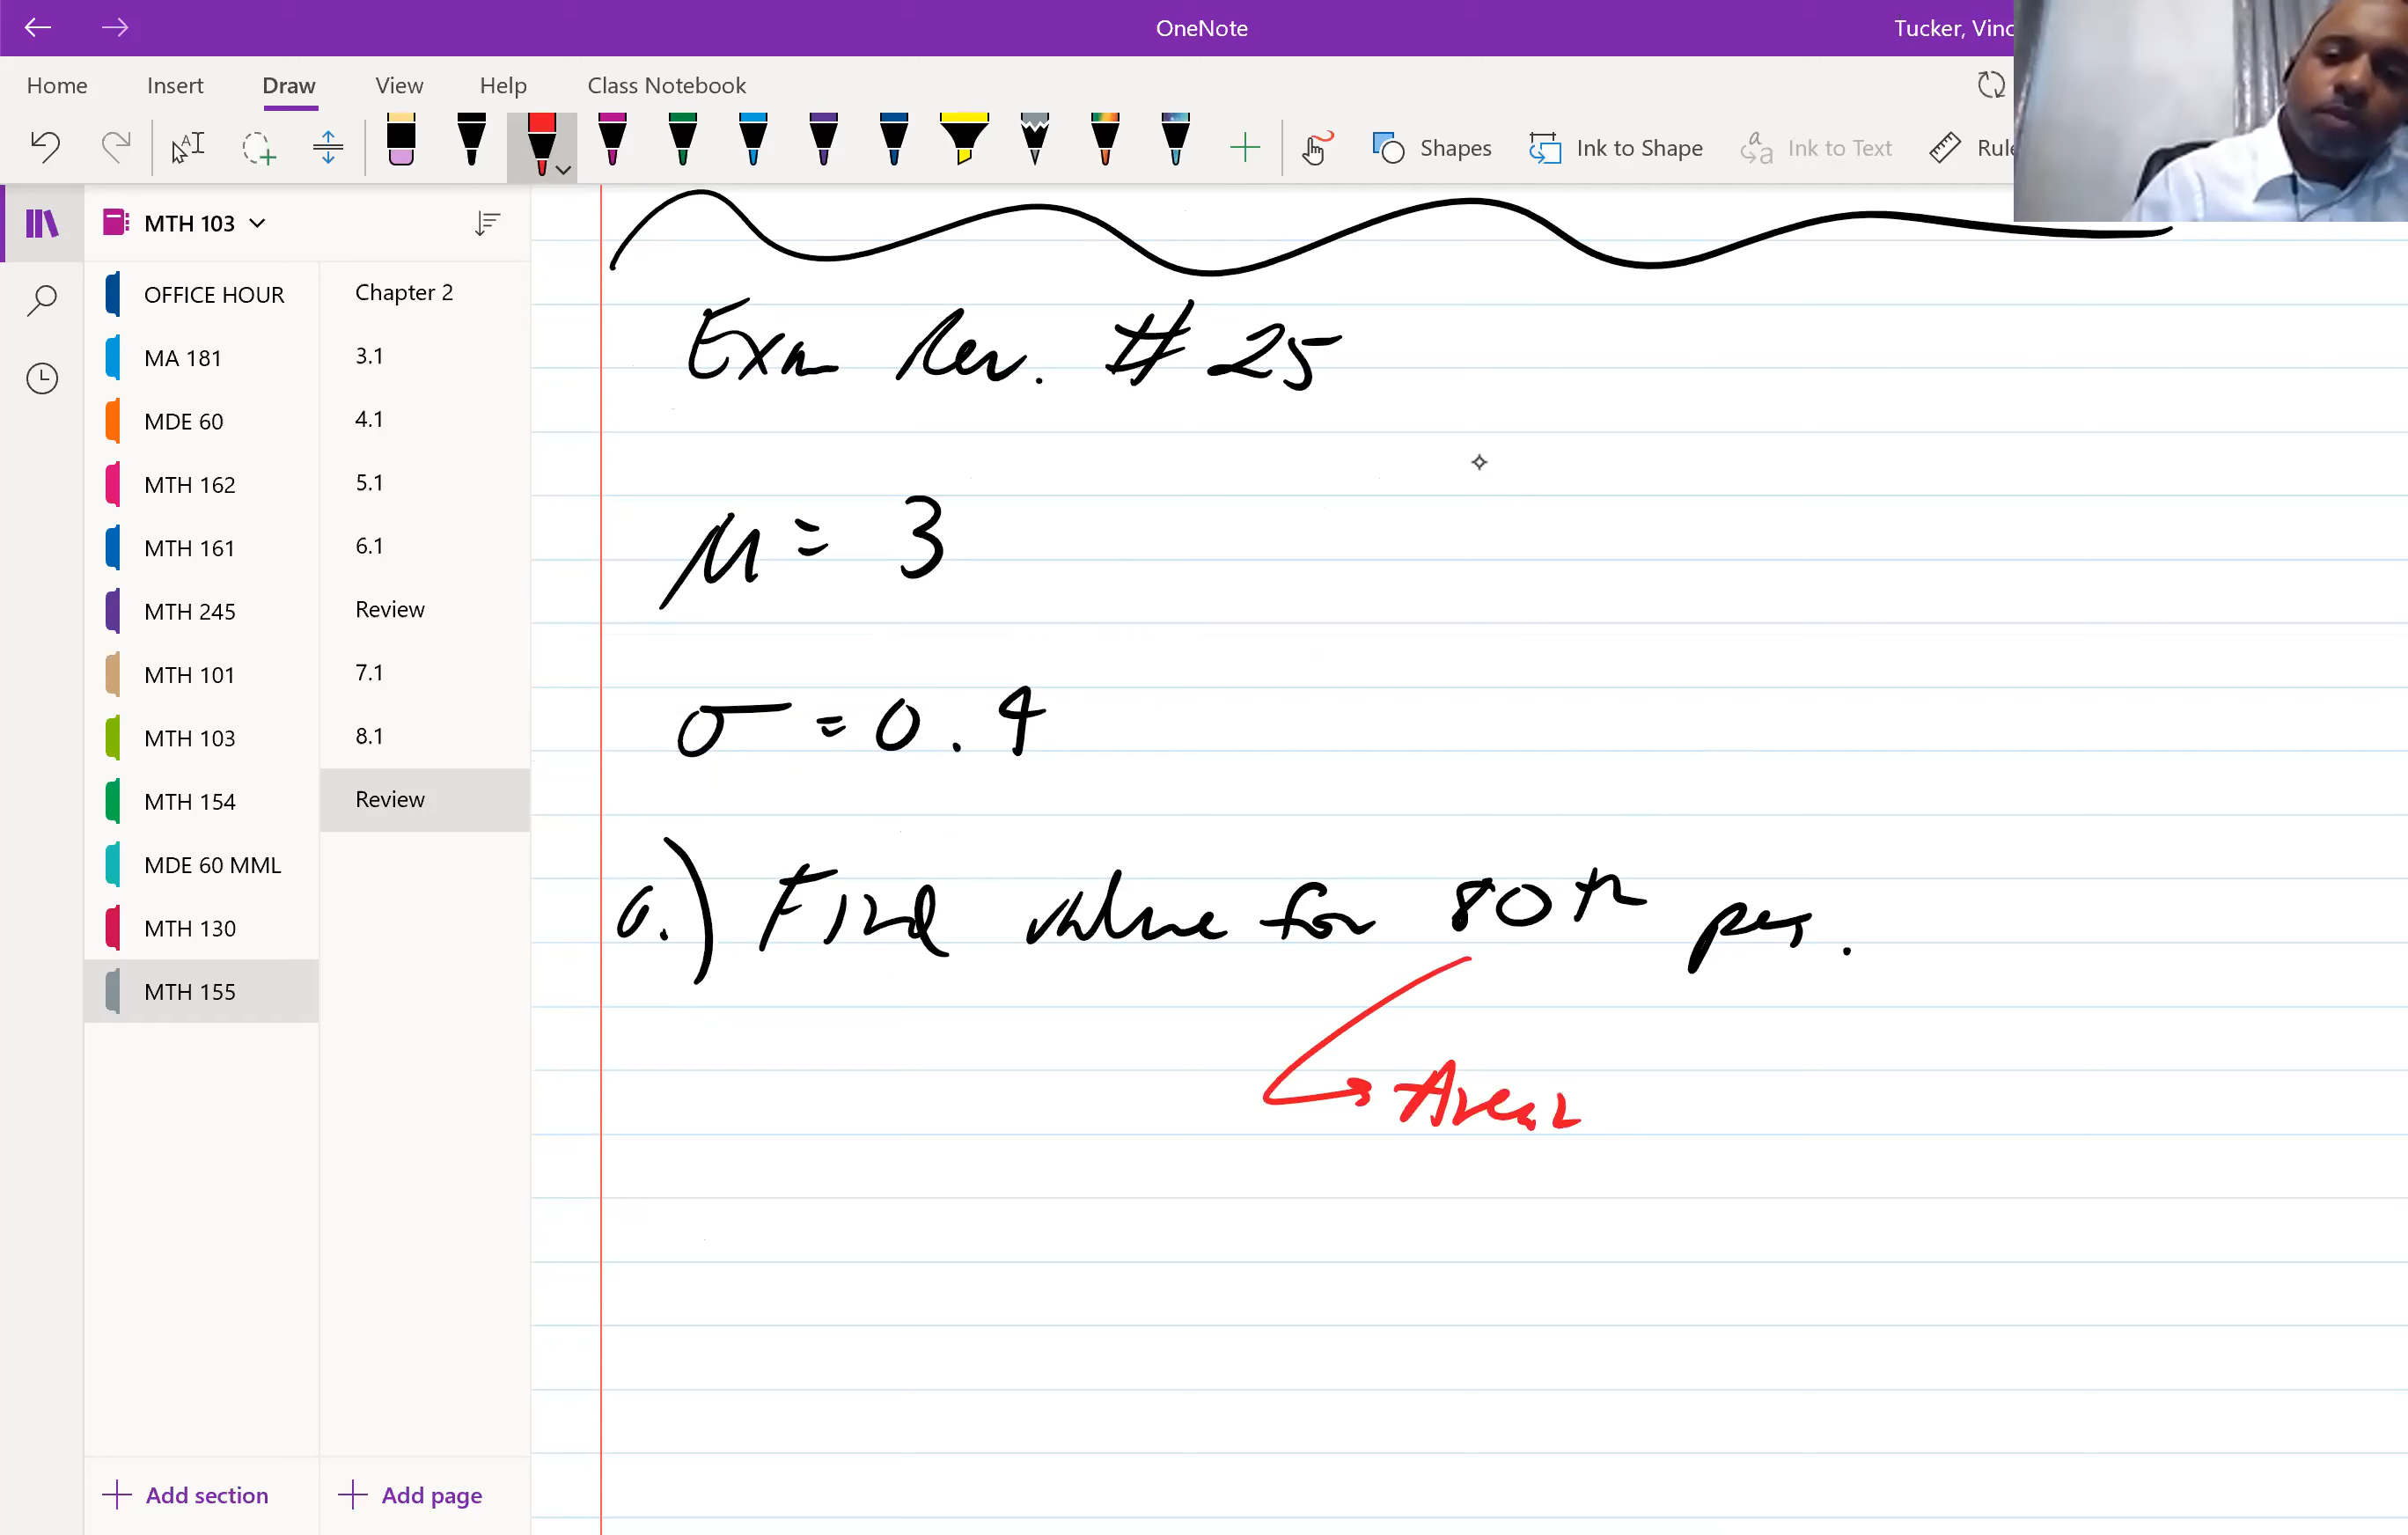 OneNote
Tucker, Vinc
Home Insert Draw View Help Class Notebook
Shapes Ink to Shape Ink to Text Rule
MTH 103
OFFICE HOUR
MA 181
MDE 60
MTH 162
MTH 161
MTH 245
MTH 101
MTH 103
MTH 154
MDE 60 MML
MTH 130
MTH 155
Add section
Chapter 2
3.1
4.1
5.1
6.1
Review
7.1
8.1
Review
Add page
Exm Rev. # 25
μ = 3
σ = 0.4
a.) Find value for 80th per.
Area